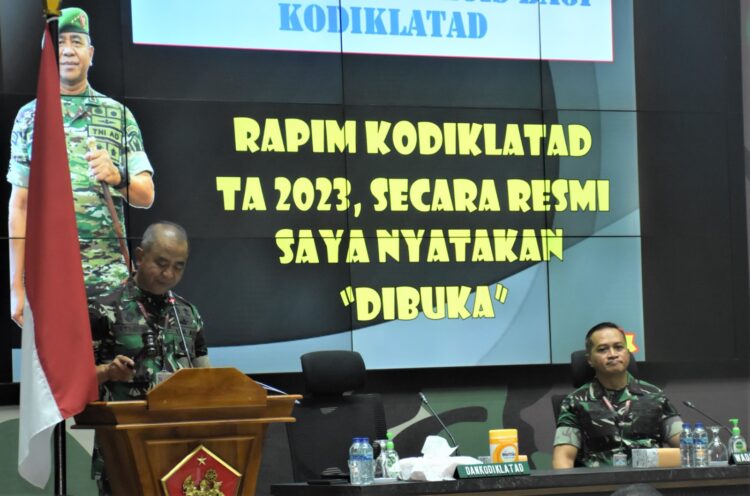 KODIKLATAD
RAPIM KODIKLATAD
TA 2023, SECARA RESMI
SAYA NYATAKAN
"DIBUKA"
TNI AD
DANKODIKLATAD